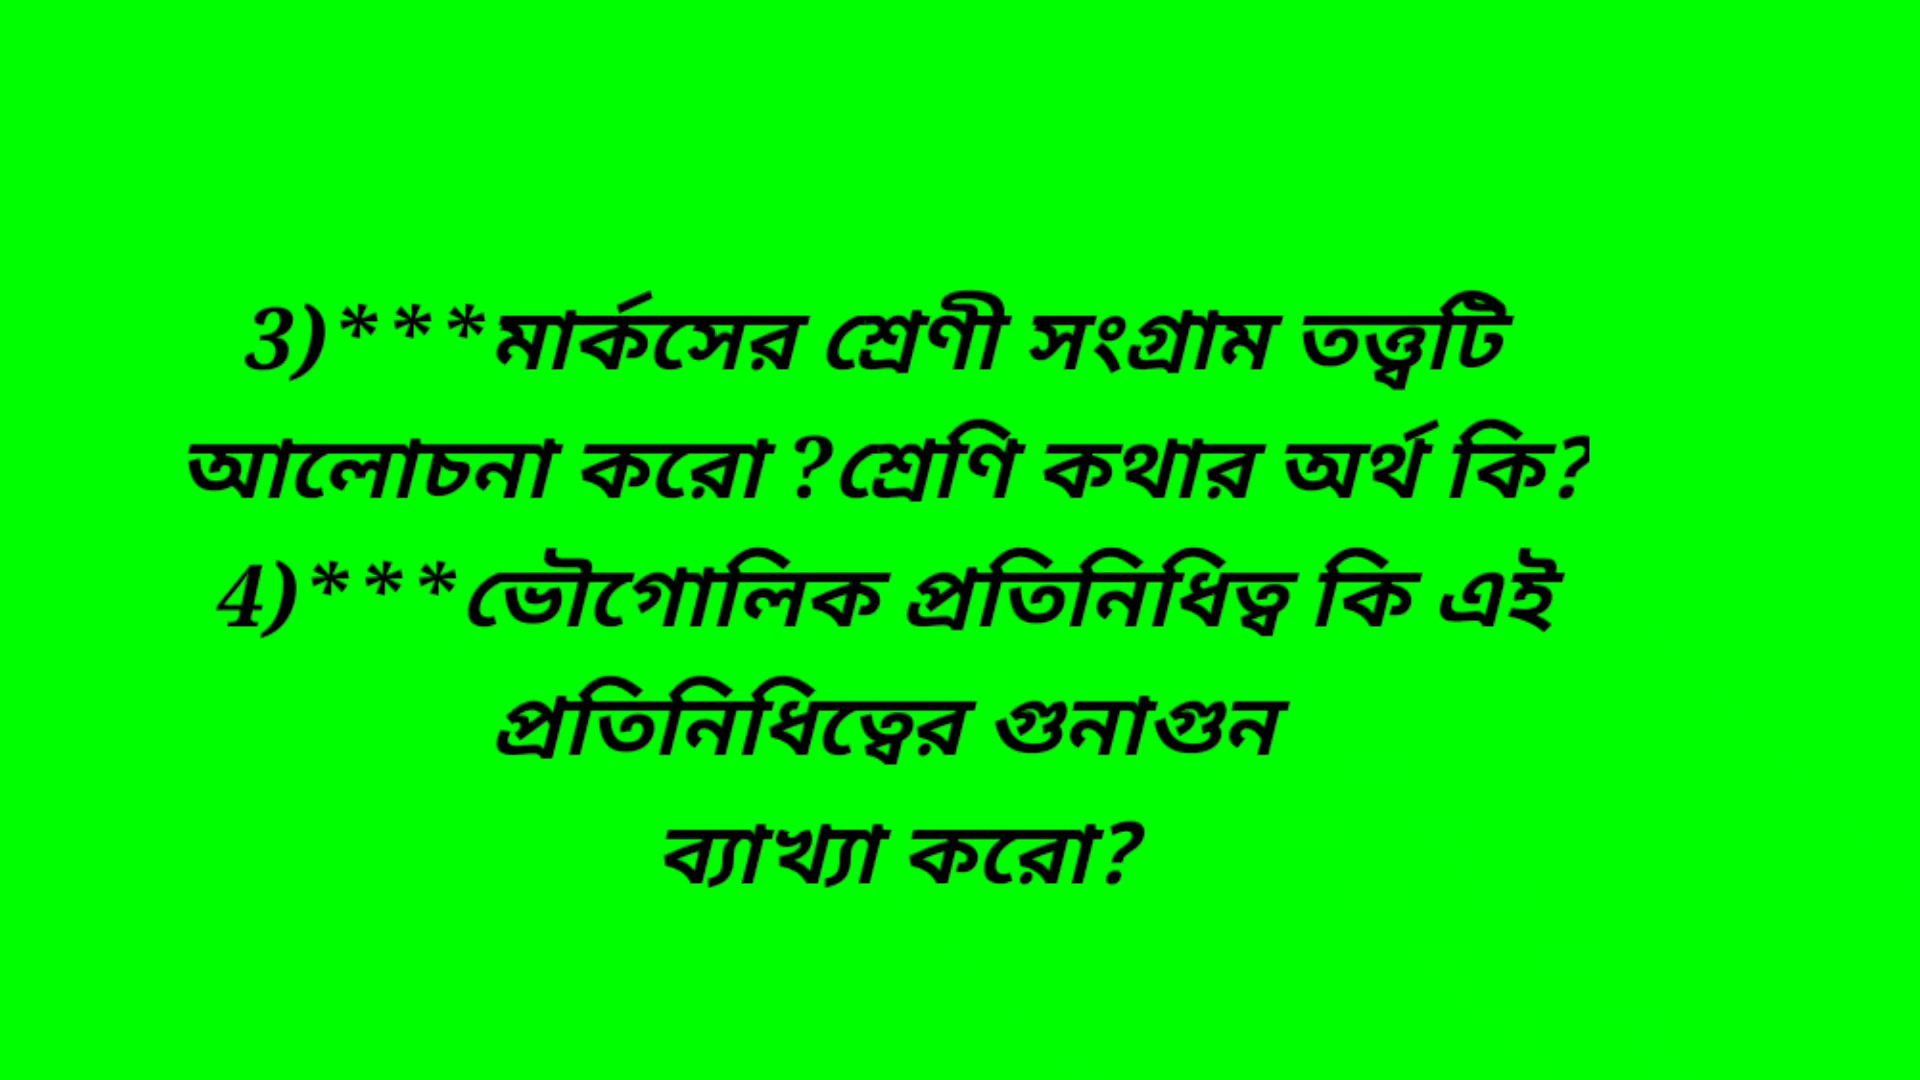 3)***মার্কসের শ্রেণী সংগ্রাম তত্ত্বটি
আলোচনা করো ?শ্রেণি কথার অর্থ কি?
4)***ভৌগোলিক প্রতিনিধিত্ব কি এই
প্রতিনিধিত্বের গুনাগুন
ব্যাখ্যা করো?